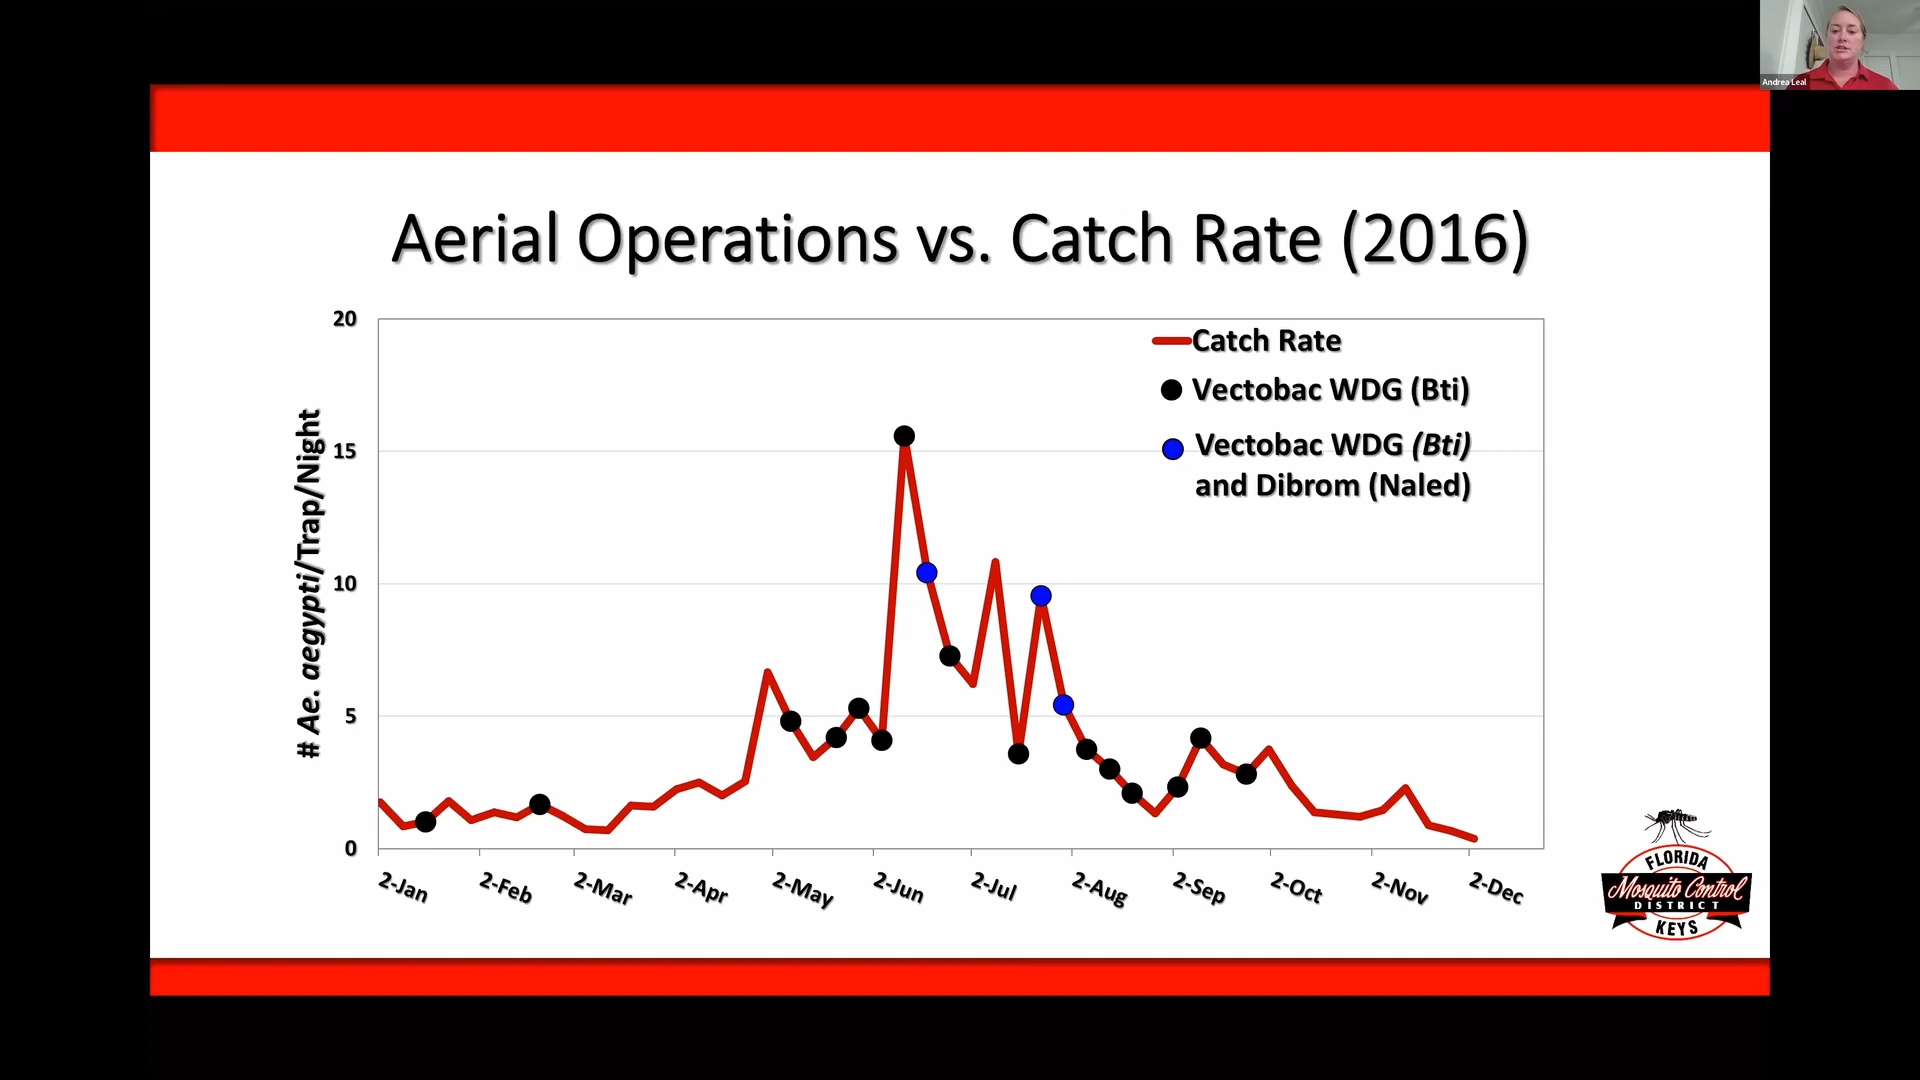 Andrea Leal
Aerial Operations vs. Catch Rate (2016)
# Ae. aegypti/Trap/Night
20
15
10
5
0
Catch Rate
Vectobac WDG (Bti)
Vectobac WDG (Bti)
and Dibrom (Naled)
2-Jan
2-Feb
2-Mar
2-Apr
2-May
2-Jun
2-Jul
2-Aug
2-Sep
2-Oct
2-Nov
2-Dec
FLORIDA
Mosquito Control
DISTRICT
KEYS